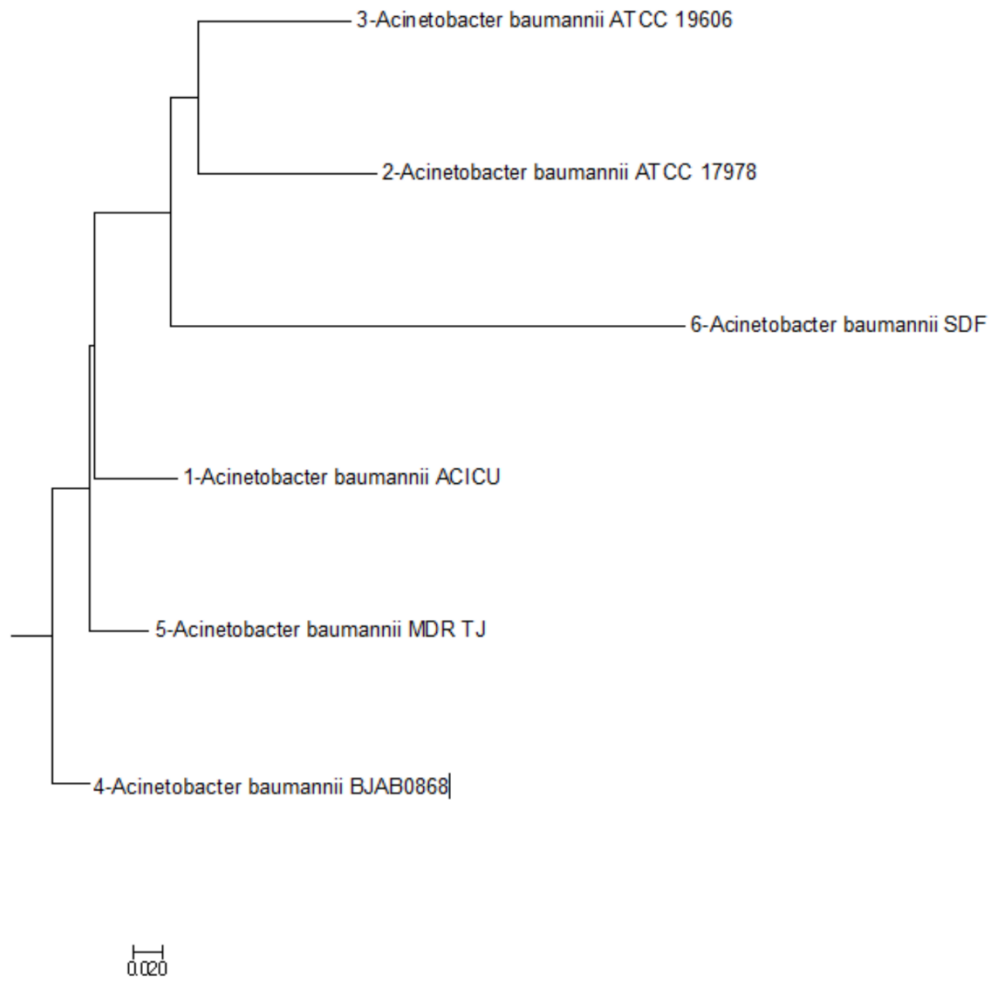 3-Acinetobacter baumannii ATCC 19606
2-Acinetobacter baumannii ATCC 17978
6-Acinetobacter baumannii SDF
1-Acinetobacter baumannii ACICU
5-Acinetobacter baumannii MDR TJ
4-Acinetobacter baumannii BJAB0868
0.020